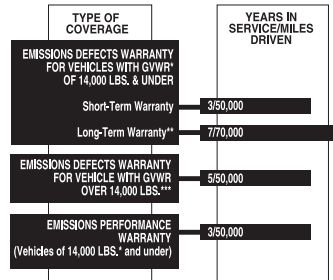 TYPE OF
COVERAGE
YEARS IN
SERVICE/MILES
DRIVEN
EMISSIONS DEFECTS WARRANTY
FOR VEHICLES WITH GVWR*
OF 14,000 LBS. & UNDER
Short-Term Warranty 3/50,000
Long-Term Warranty** 7/70,000
EMISSIONS DEFECTS WARRANTY
FOR VEHICLE WITH GVWR
OVER 14,000 LBS.***
5/50,000
EMISSIONS PERFORMANCE
WARRANTY
(Vehicles of 14,000 LBS.* and under)
3/50,000